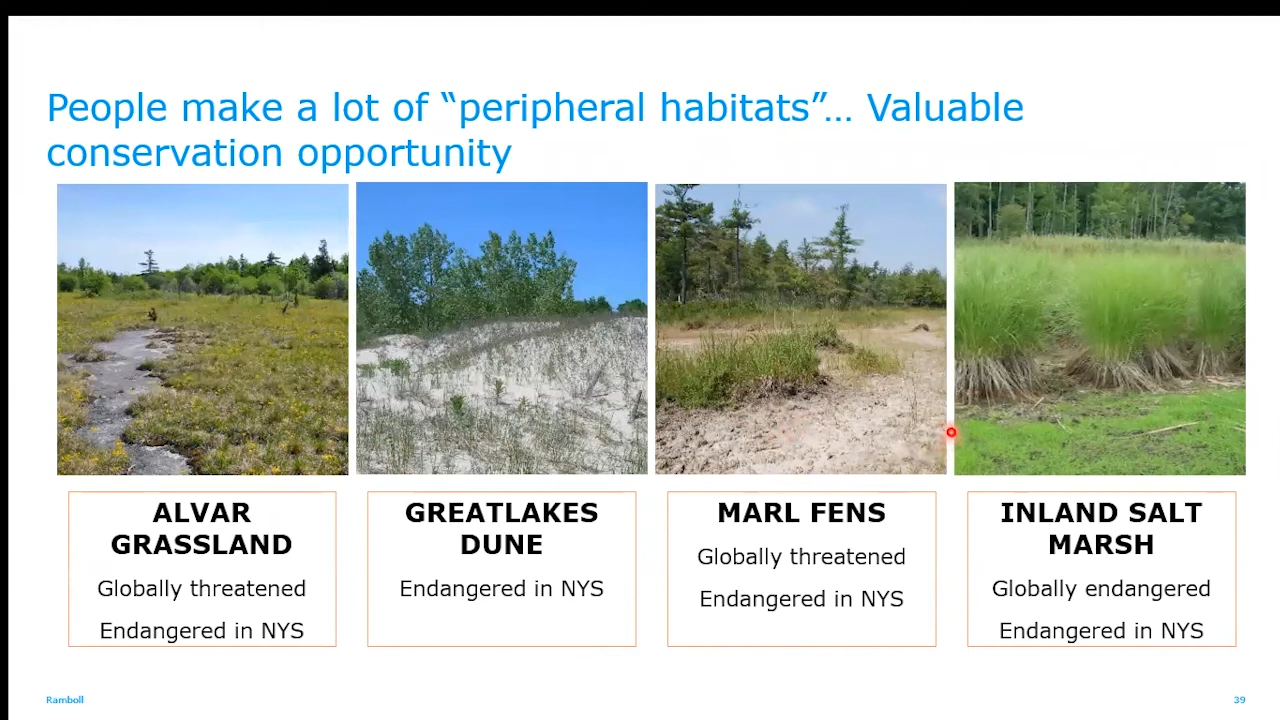 People make a lot of “peripheral habitats”… Valuable
conservation opportunity
ALVAR
GRASSLAND
Globally threatened
Endangered in NYS
GREATLAKES
DUNE
Endangered in NYS
MARL FENS
Globally threatened
Endangered in NYS
INLAND SALT
MARSH
Globally endangered
Endangered in NYS
Ramboll
39